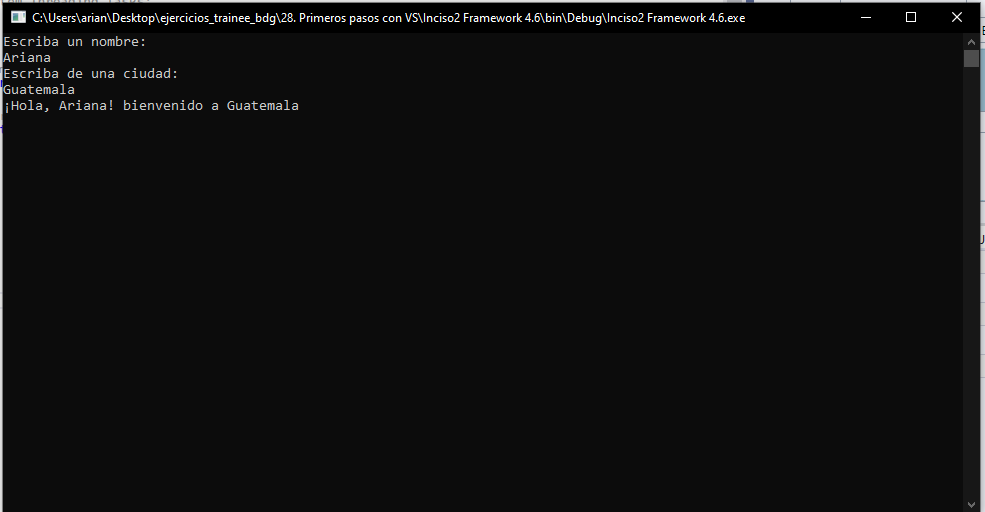 C:\Users\arian\Desktop\ejercicios_trainee_bdg\28. Primeros pasos con VS\Inciso2 Framework 4.6\bin\Debug\Inciso2 Framework 4.6.exe
Escriba un nombre:
Ariana
Escriba de una ciudad:
Guatemala
¡Hola, Ariana! bienvenido a Guatemala